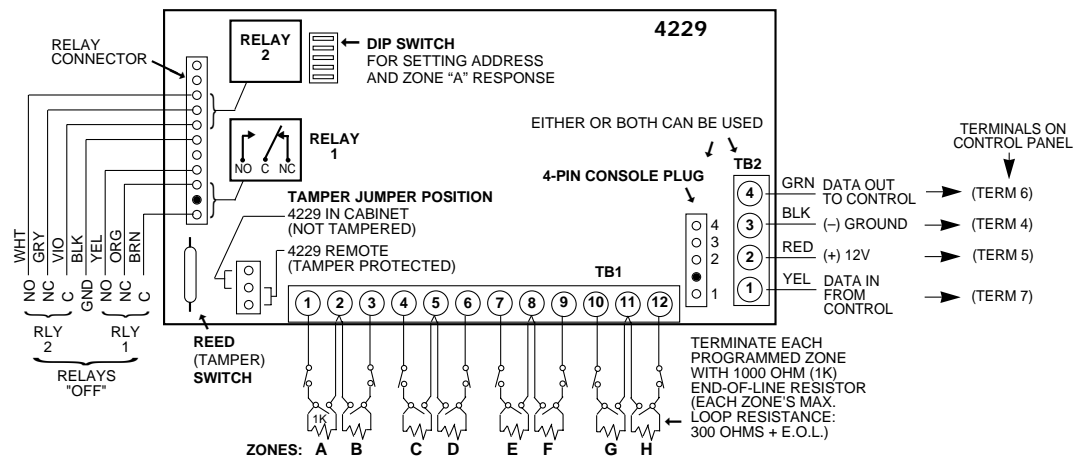 4229
RELAY
CONNECTOR
RELAY
2
DIP SWITCH
FOR SETTING ADDRESS
AND ZONE “A” RESPONSE
NO C NC
RELAY
1
EITHER OR BOTH CAN BE USED
4-PIN CONSOLE PLUG
4
3
2
1
TB2
4
3
2
1
GRN
BLK
RED
YEL
DATA OUT
TO CONTROL
(–) GROUND
(+) 12V
DATA IN
FROM
CONTROL
TERMINALS ON
CONTROL PANEL
(TERM 6)
(TERM 4)
(TERM 5)
(TERM 7)
TAMPER JUMPER POSITION
4229 IN CABINET
(NOT TAMPERED)
4229 REMOTE
(TAMPER PROTECTED)
TB1
1 2 3 4 5 6 7 8 9 10 11 12
WHT GRY VIO BLK YEL ORG BRN
NO NC C GND NO NC C
RLY
2
RLY
1
RELAYS
"OFF"
REED
(TAMPER)
SWITCH
1K
ZONES: A B C D E F G H
TERMINATE EACH
PROGRAMMED ZONE
WITH 1000 OHM (1K)
END-OF-LINE RESISTOR
(EACH ZONE'S MAX.
LOOP RESISTANCE:
300 OHMS + E.O.L.)